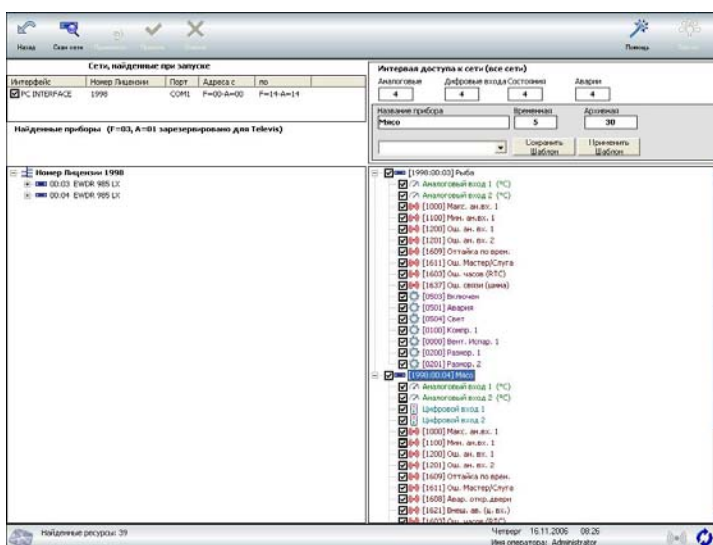 Назад Скан сети Помощь
Сети, найденные при запуске
Интерфейс Номер Лицензии Порт Адреса с по
PC INTERFACE 1998 COM1 F=00-A=00 F=14-A=14
Найденные приборы (F=03, A=01 зарезервировано для Televis)
Номер Лицензии 1998
00:03 EWDR 985 LX
00:04 EWDR 985 LX
Интервал доступа к сети (все сети)
Аналоговые Цифровые входа Состояния Аварии
4 4 4 4
Название прибора Временная Архивная
Мясо 5 30
Сохранить Шаблон
Применить Шаблон
[1998:00:03] Рыба
Аналоговый вход 1 (°C)
Аналоговый вход 2 (°C)
[1000] Макс. ан.вх. 1
[1100] Мин. ан.вх. 1
[1200] Ош. ан. вх. 1
[1201] Ош. ан. вх. 2
[1609] Оттайка по врем.
[1611] Ош. Мастер/Слуга
[1603] Ош. часов (RTC)
[1637] Ош. связи (шина)
[0503] Включен
[0501] Авария
[0504] Свет
[0100] Компр. 1
[0000] Вент. Испар. 1
[0200] Размор. 1
[0201] Размор. 2
[1998:00:04] Мясо
Аналоговый вход 1 (°C)
Аналоговый вход 2 (°C)
Цифровой вход 1
Цифровой вход 2
[1000] Макс. ан.вх. 1
[1100] Мин. ан.вх. 1
[1200] Ош. ан. вх. 1
[1201] Ош. ан. вх. 2
[1609] Оттайка по врем.
[1611] Ош. Мастер/Слуга
[1608] Авар. откр.двери
[1621] Внеш. ав. (ц. вх.)
[1603] Ош. часов (RTC)
Найденные ресурсы: 39
Четверг 16.11.2006 08:26
Имя оператора: Administrator